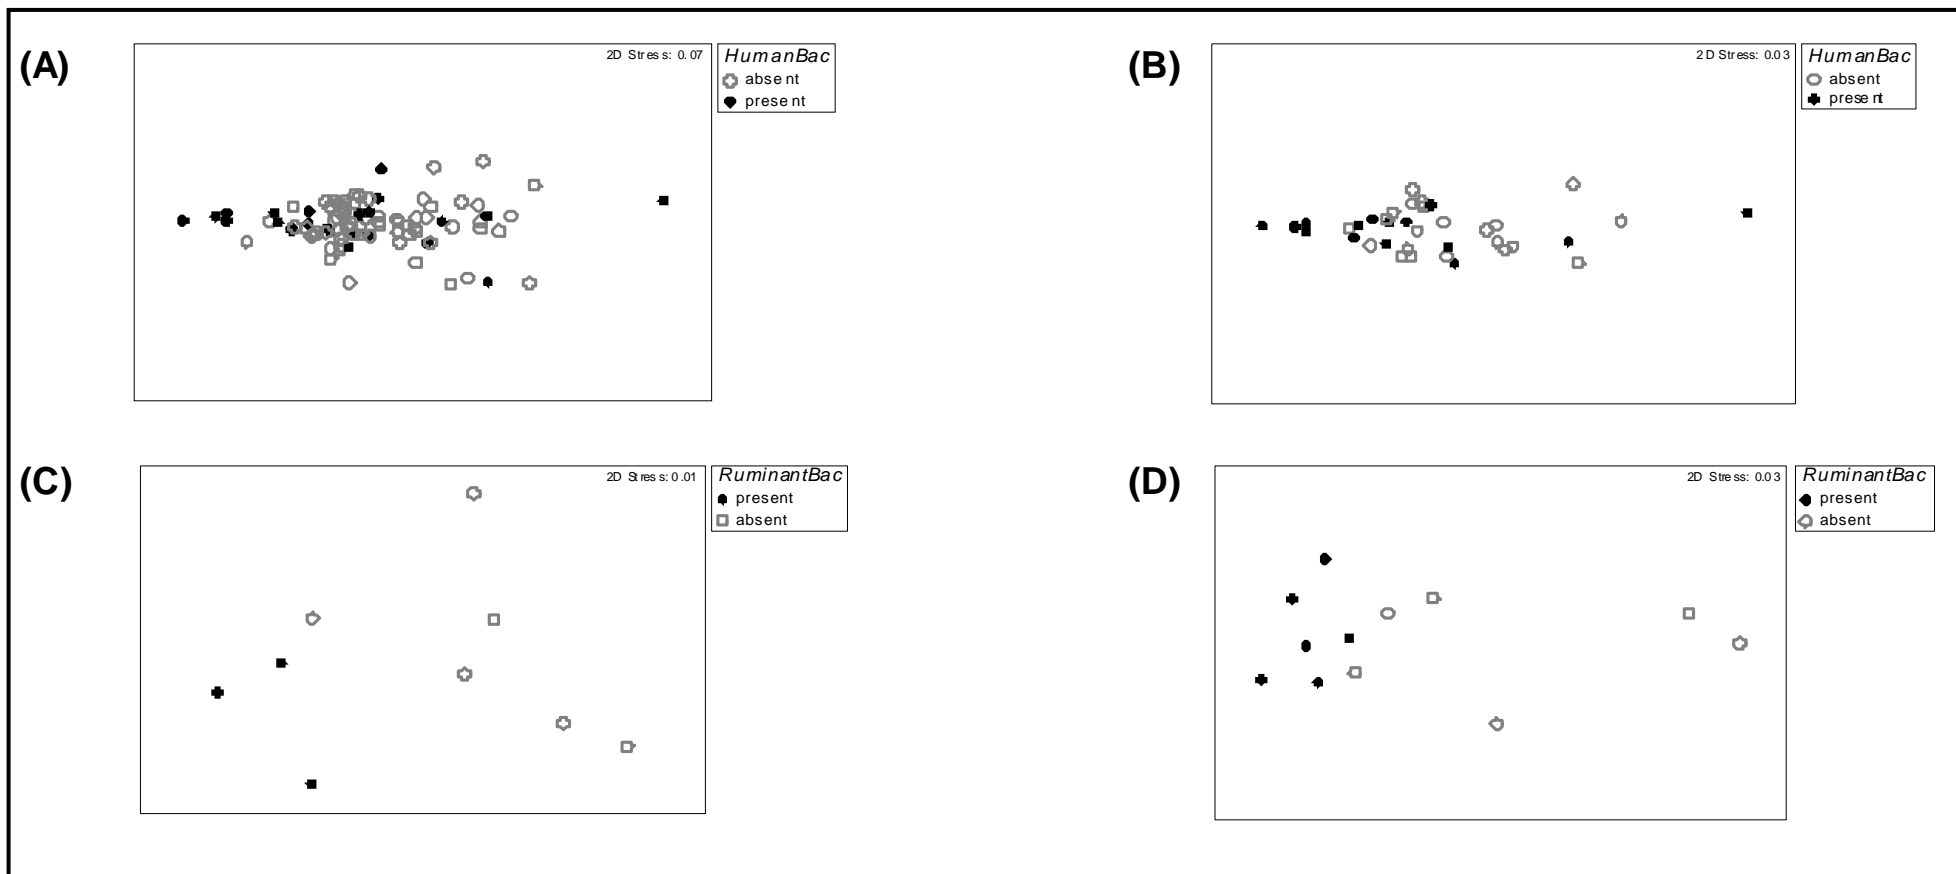 (A)
2D Stress: 0.07
HumanBac
absent
present
(B)
2D Stress: 0.03
HumanBac
absent
present
(C)
2D Stress: 0.01
RuminantBac
present
absent
(D)
2D Stress: 0.03
RuminantBac
present
absent